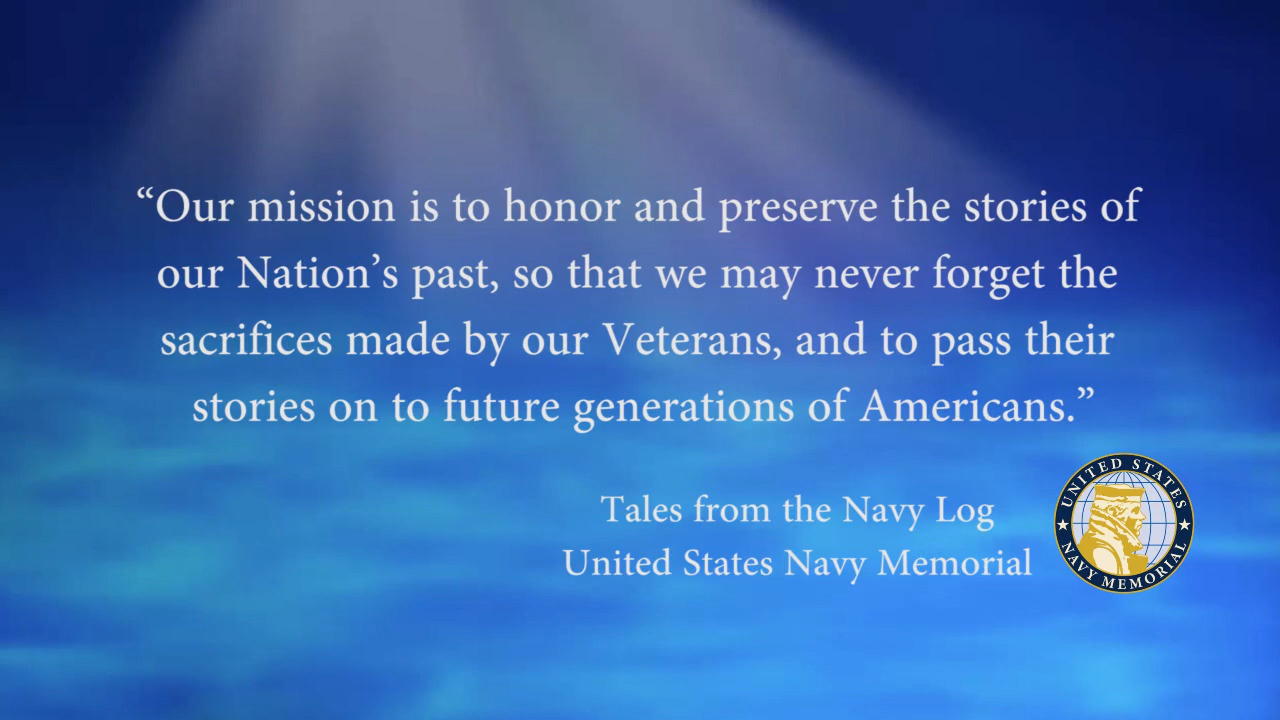 “Our mission is to honor and preserve the stories of
our Nation’s past, so that we may never forget the
sacrifices made by our Veterans, and to pass their
stories on to future generations of Americans.”
Tales from the Navy Log
United States Navy Memorial
UNITED STATES
NAVY MEMORIAL